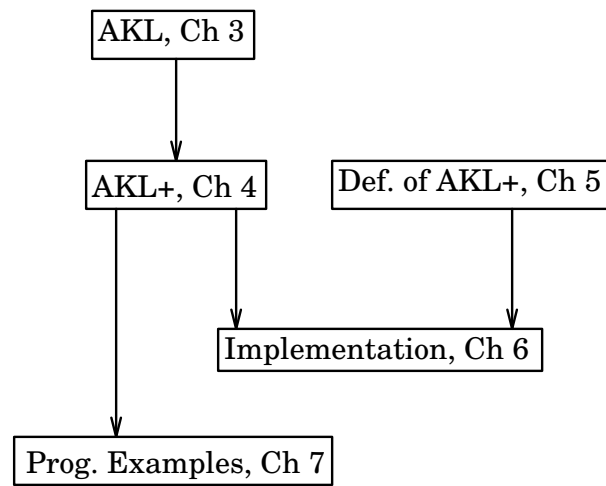 AKL, Ch 3
AKL+, Ch 4
Def. of AKL+, Ch 5
Implementation, Ch 6
Prog. Examples, Ch 7